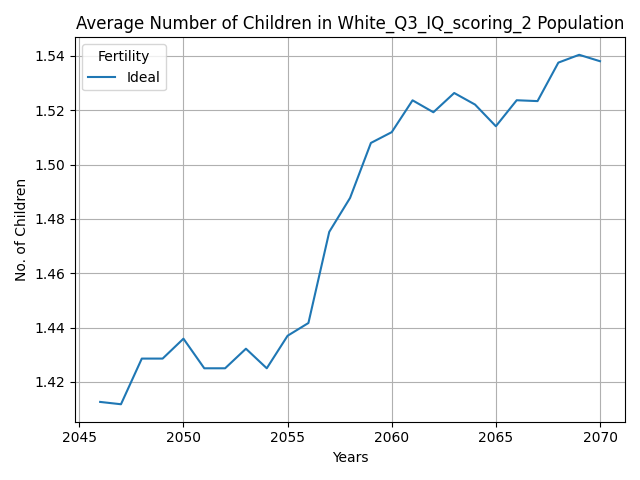 Average Number of Children in White_Q3_IQ_scoring_2 Population
Fertility
Ideal
No. of Children
1.54
1.52
1.50
1.48
1.46
1.44
1.42
2045 2050 2055 2060 2065 2070
Years